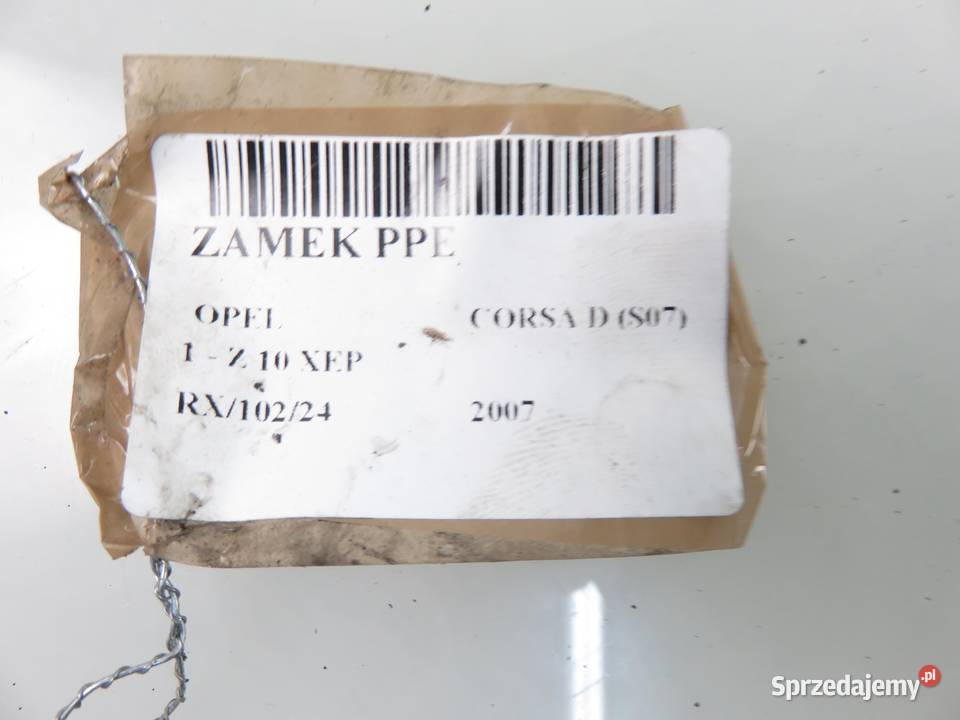 ZAMEK PPE
OPEL CORSA D (S07)
1 - Z 10 XEP
RX/102/24 2007
Sprzedajemy.pl